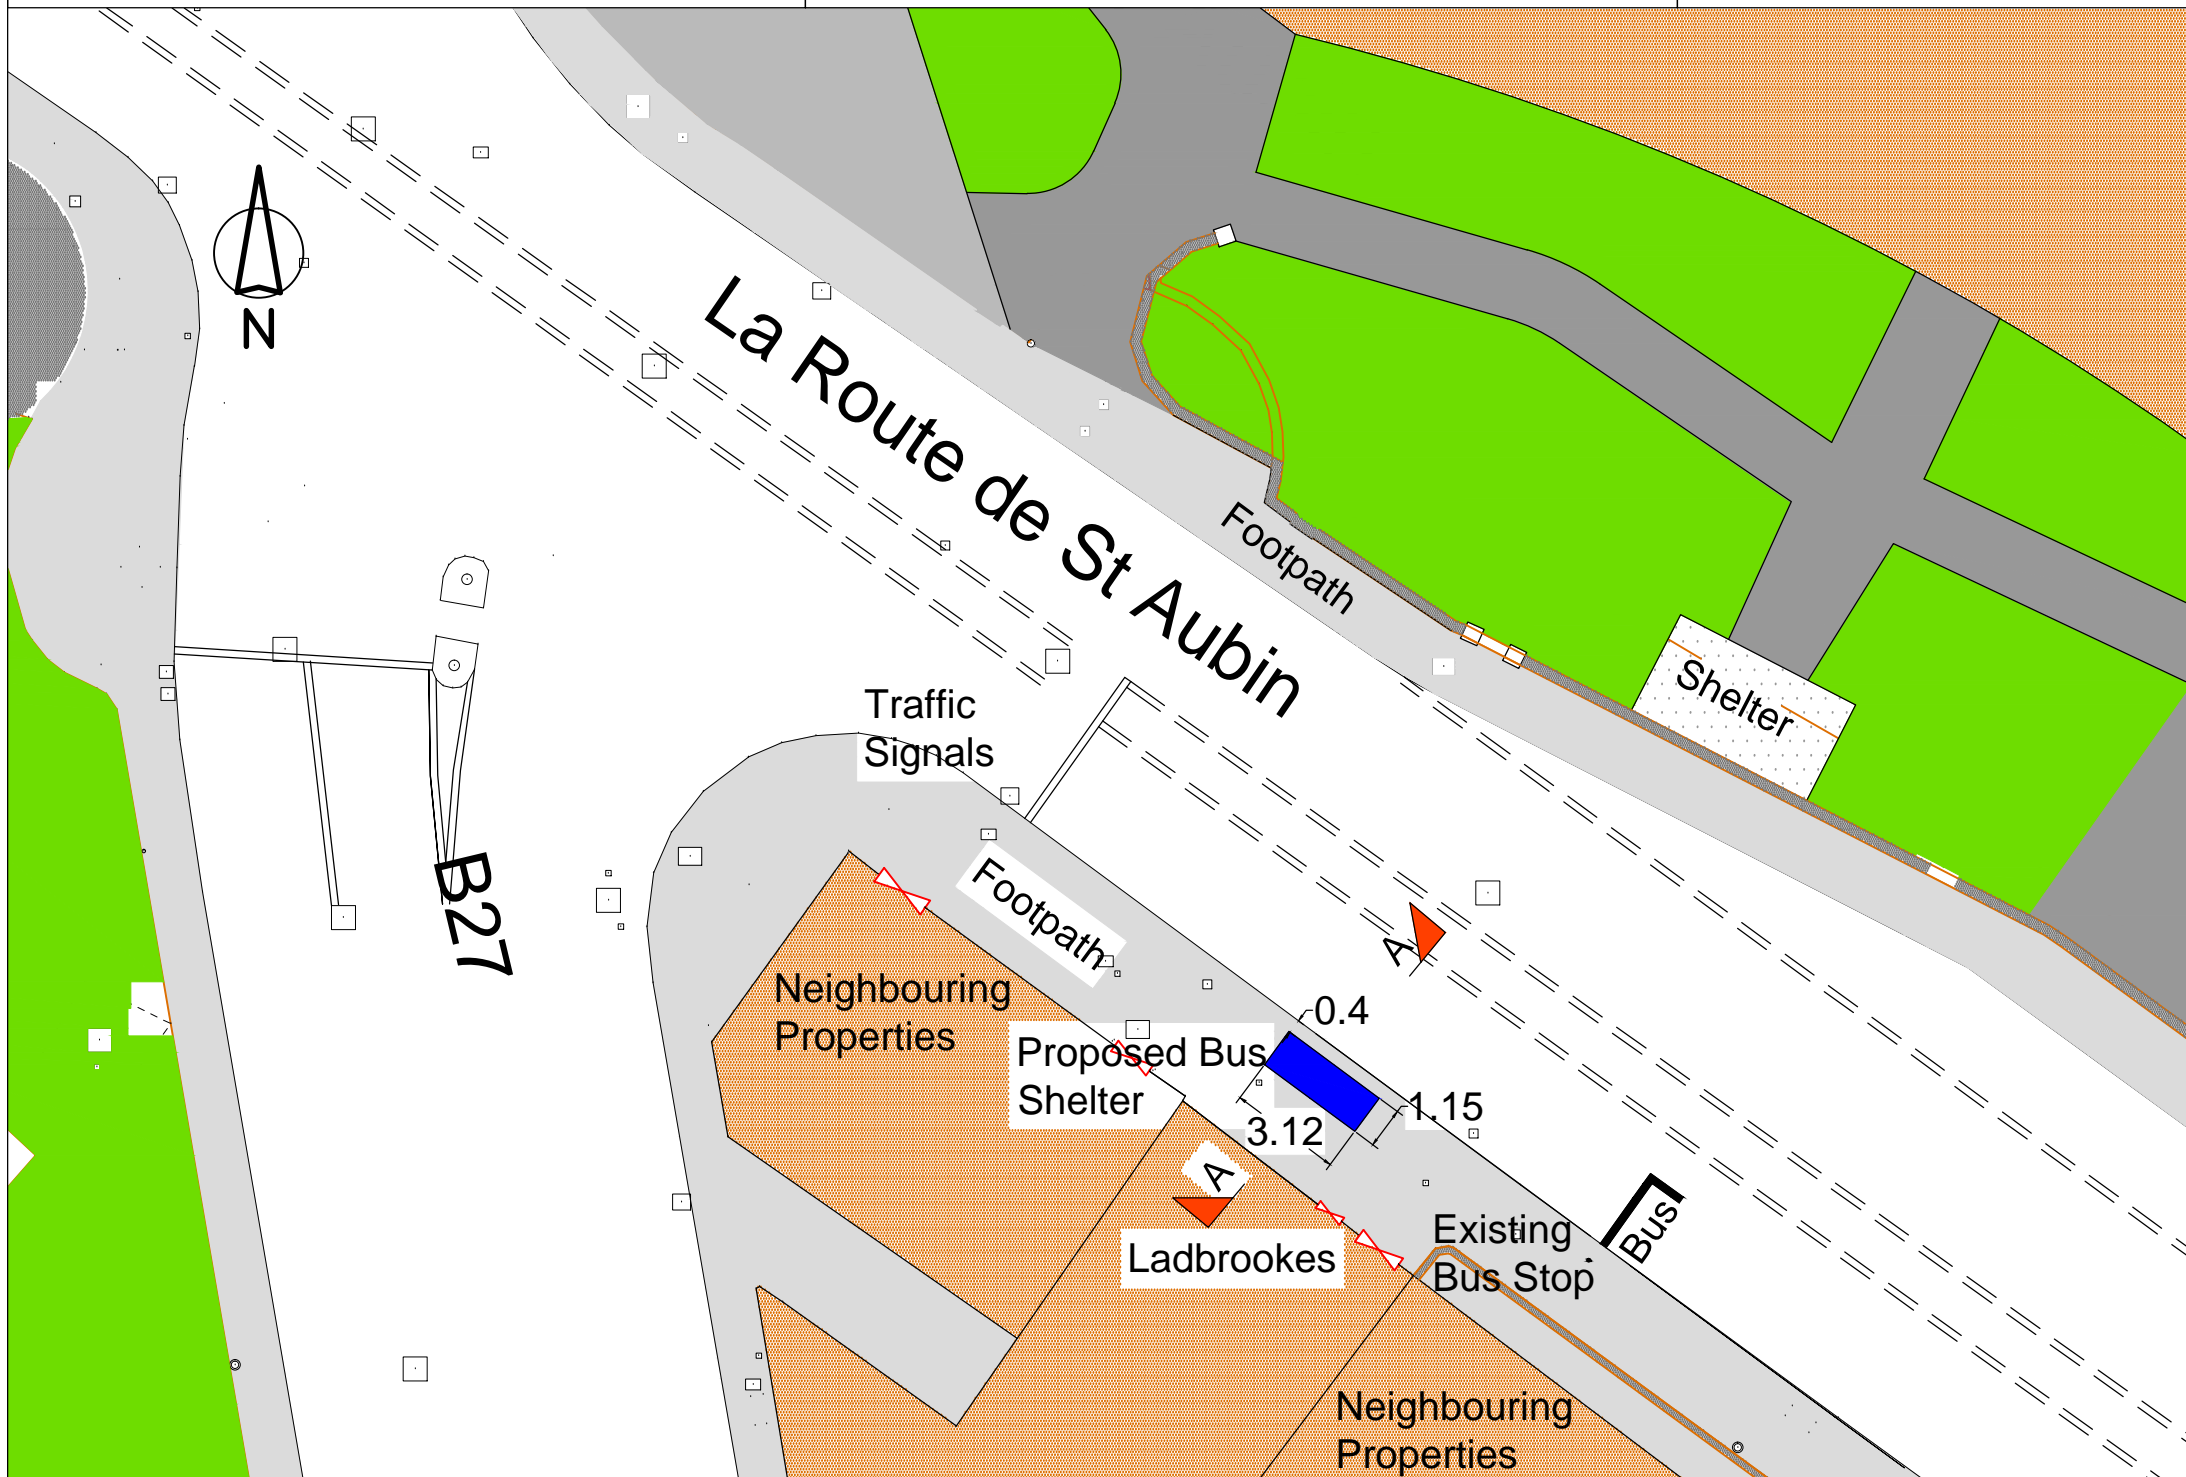 N
La Route de St Aubin
Footpath
Shelter
Traffic
Signals
B27
Footpath
A
Neighbouring
Properties
0.4
Proposed Bus
Shelter
1.15
3.12
A
Ladbrookes
Existing
Bus Stop
Bus
Neighbouring
Properties